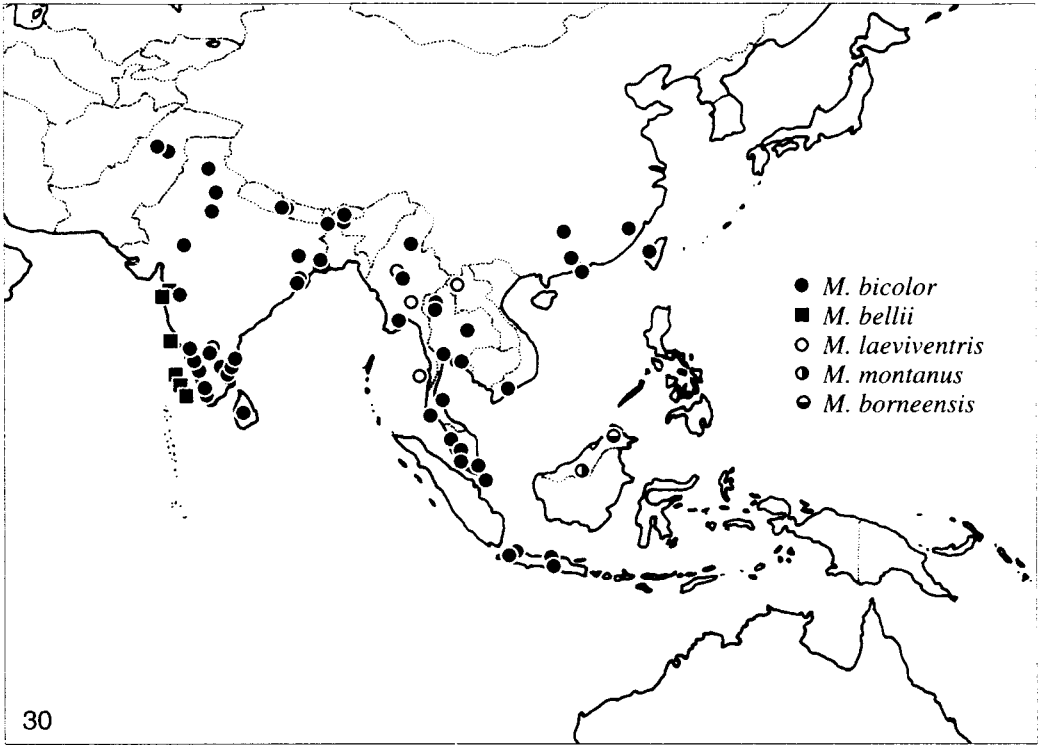 M. bicolor
M. bellii
M. laeviventris
M. montanus
M. borneensis
30